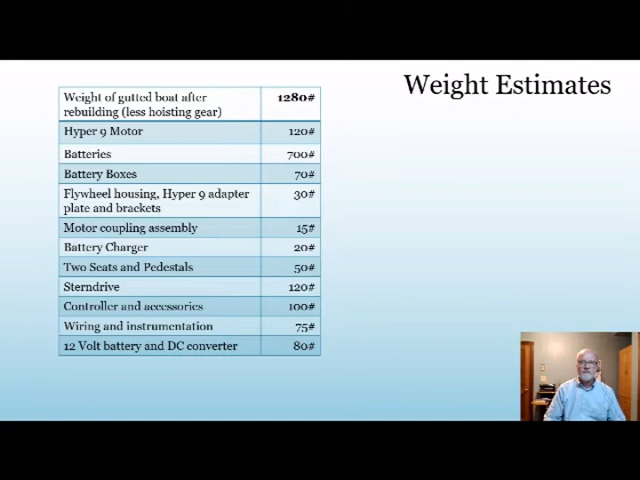 Weight Estimates
Weight of gutted boat after
rebuilding (less hoisting gear)
1280#
Hyper 9 Motor 120#
Batteries 700#
Battery Boxes 70#
Flywheel housing, Hyper 9 adapter
plate and brackets
30#
Motor coupling assembly 15#
Battery Charger 20#
Two Seats and Pedestals 50#
Sterndrive 120#
Controller and accessories 100#
Wiring and instrumentation 75#
12 Volt battery and DC converter 80#